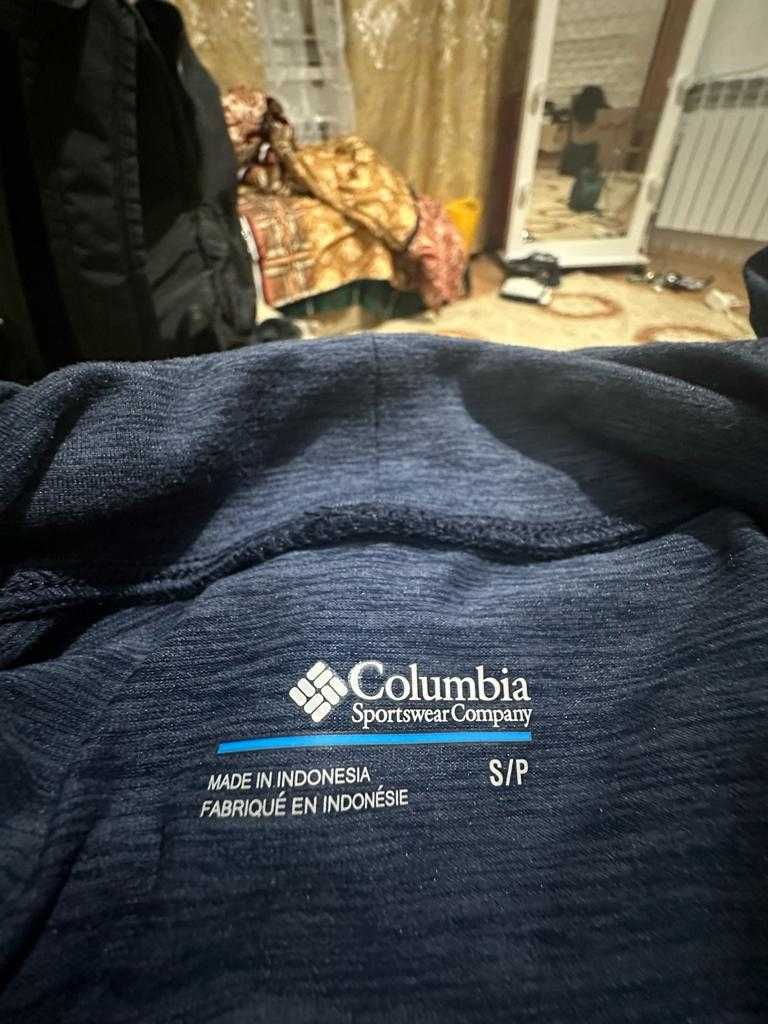 Columbia
Sportswear Company
MADE IN INDONESIA
S/P
FABRIQUÉ EN INDONÉSIE